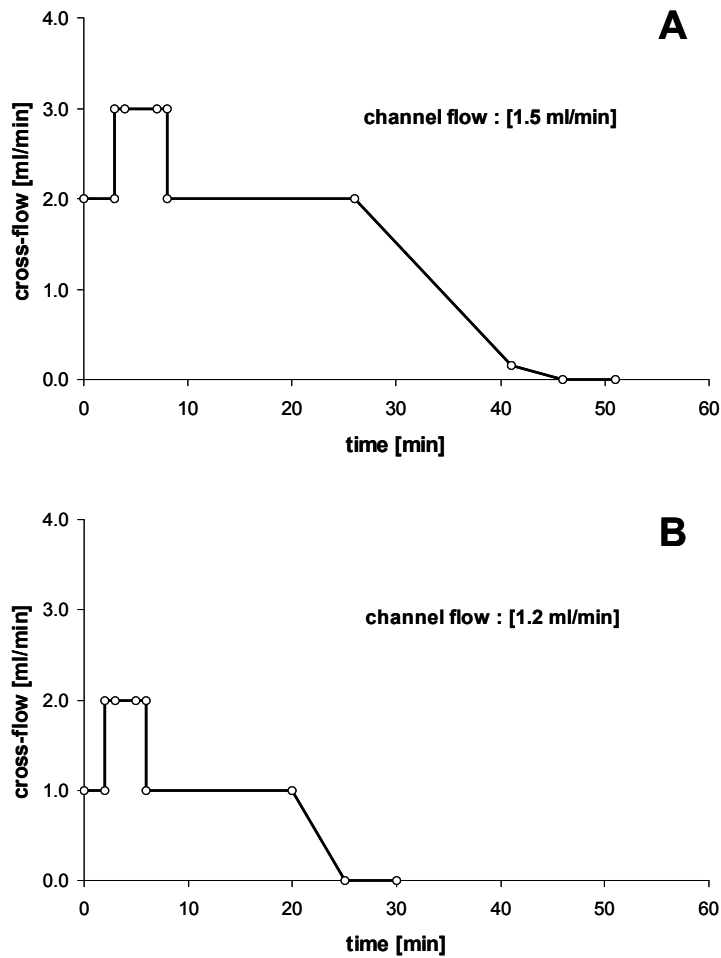 A
4.0
3.0
2.0
1.0
0.0
cross-flow [ml/min]
channel flow : [1.5 ml/min]
0 10 20 30 40 50 60
time [min]
B
4.0
3.0
2.0
1.0
0.0
cross-flow [ml/min]
channel flow : [1.2 ml/min]
0 10 20 30 40 50 60
time [min]